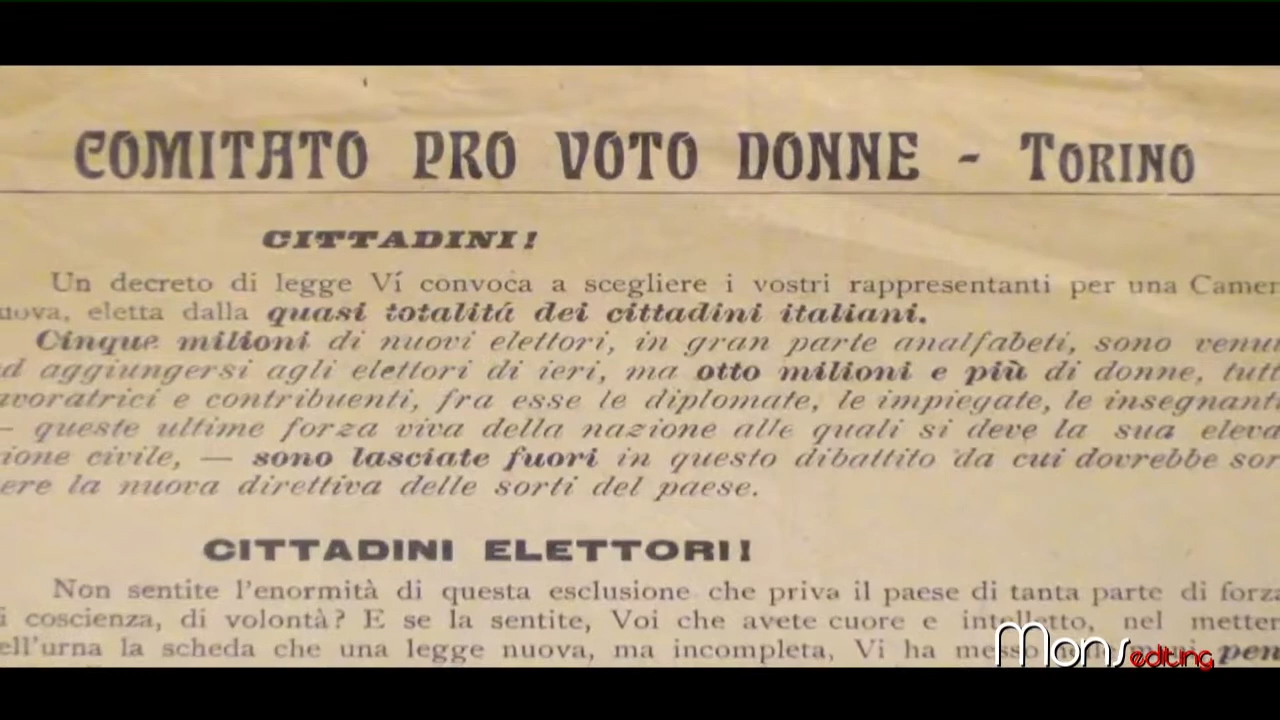 COMITATO PRO VOTO DONNE - TORINO
CITTADINI!
Un decreto di legge Ví convoca a scegliere i vostri rappresentanti per una Camer
uova, eletta dalla quasi totalitá dei cittadini italiani.
Cinque milioni di nuovi elettori, in gran parte analfabeti, sono venu
d aggiungersi agli elettori di ieri, ma otto milioni e più di donne, tutt
avoratrici e contribuenti, fra esse le diplomate, le impiegate, le insegnanti
— queste ultime forza viva della nazione alle quali si deve la sua eleva
ione civile, — sono lasciate fuori in questo dibattito da cui dovrebbe sor
ere la nuova direttiva delle sorti del paese.
CITTADINI ELETTORI!
Non sentite l'enormità di questa esclusione che priva il paese di tanta parte di forza
i coscienza, di volontà? E se la sentite, Voi che avete cuore e intelletto, nel metter
ell'urna la scheda che una legge nuova, ma incompleta, Vi ha messo pen
Mons editing